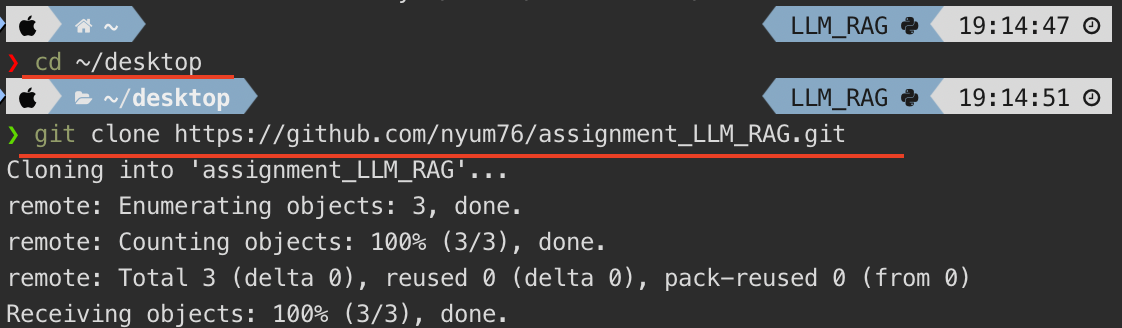 ~ LLM_RAG 19:14:47
❯ cd ~/desktop
~/desktop LLM_RAG 19:14:51
❯ git clone https://github.com/nyum76/assignment_LLM_RAG.git
Cloning into 'assignment_LLM_RAG'...
remote: Enumerating objects: 3, done.
remote: Counting objects: 100% (3/3), done.
remote: Total 3 (delta 0), reused 0 (delta 0), pack-reused 0 (from 0)
Receiving objects: 100% (3/3), done.